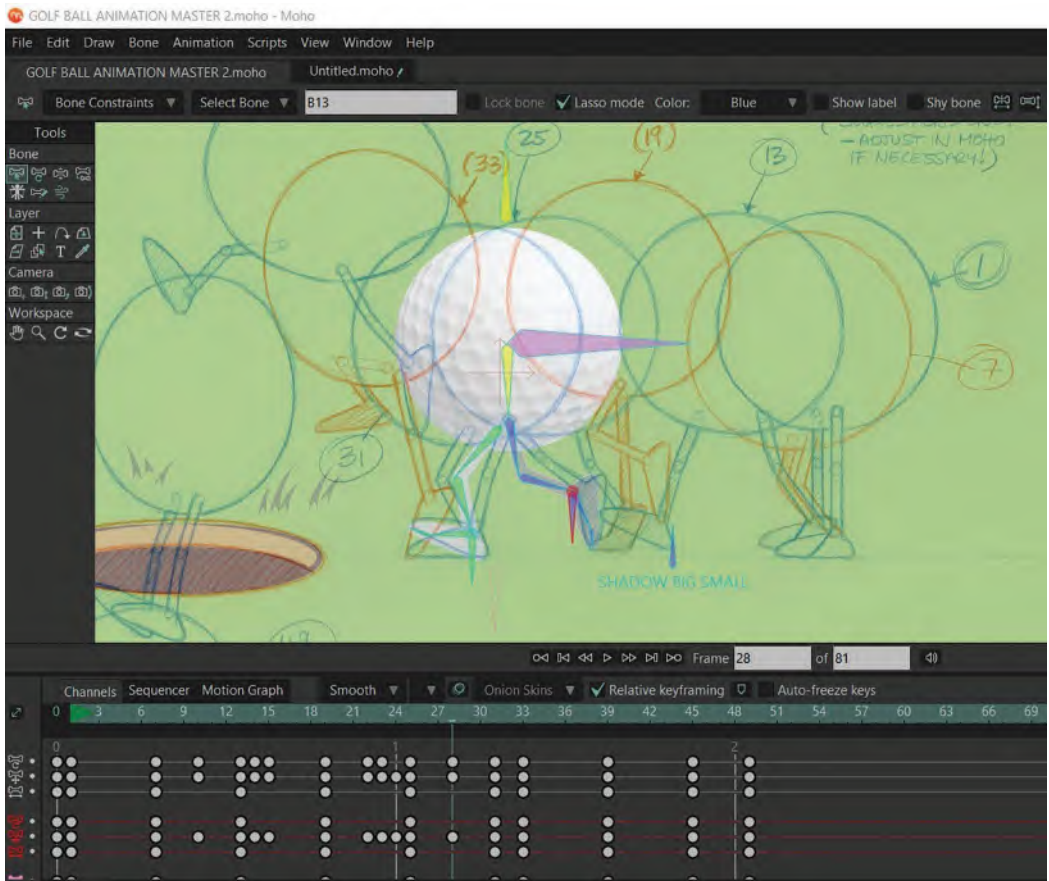 GOLF BALL ANIMATION MASTER 2.moho - Moho
File Edit Draw Bone Animation Scripts View Window Help
GOLF BALL ANIMATION MASTER 2.moho Untitled.moho
Bone Constraints Select Bone B13 Lock bone Lasso mode Color: Blue Show label Shy bone
Tools
Bone
Layer
T
Camera
Workspace
- ADJUST IN MOHO
IF NECESSARY!)
(33) 25 (19) 13
1
7
31
SHADOW BIG SMALL
Frame 28 of 81
Channels Sequencer Motion Graph Smooth Onion Skins Relative keyframing Auto-freeze keys
0 3 6 9 12 15 18 21 24 27 30 33 36 39 42 45 48 51 54 57 60 63 66 69
0 1 2